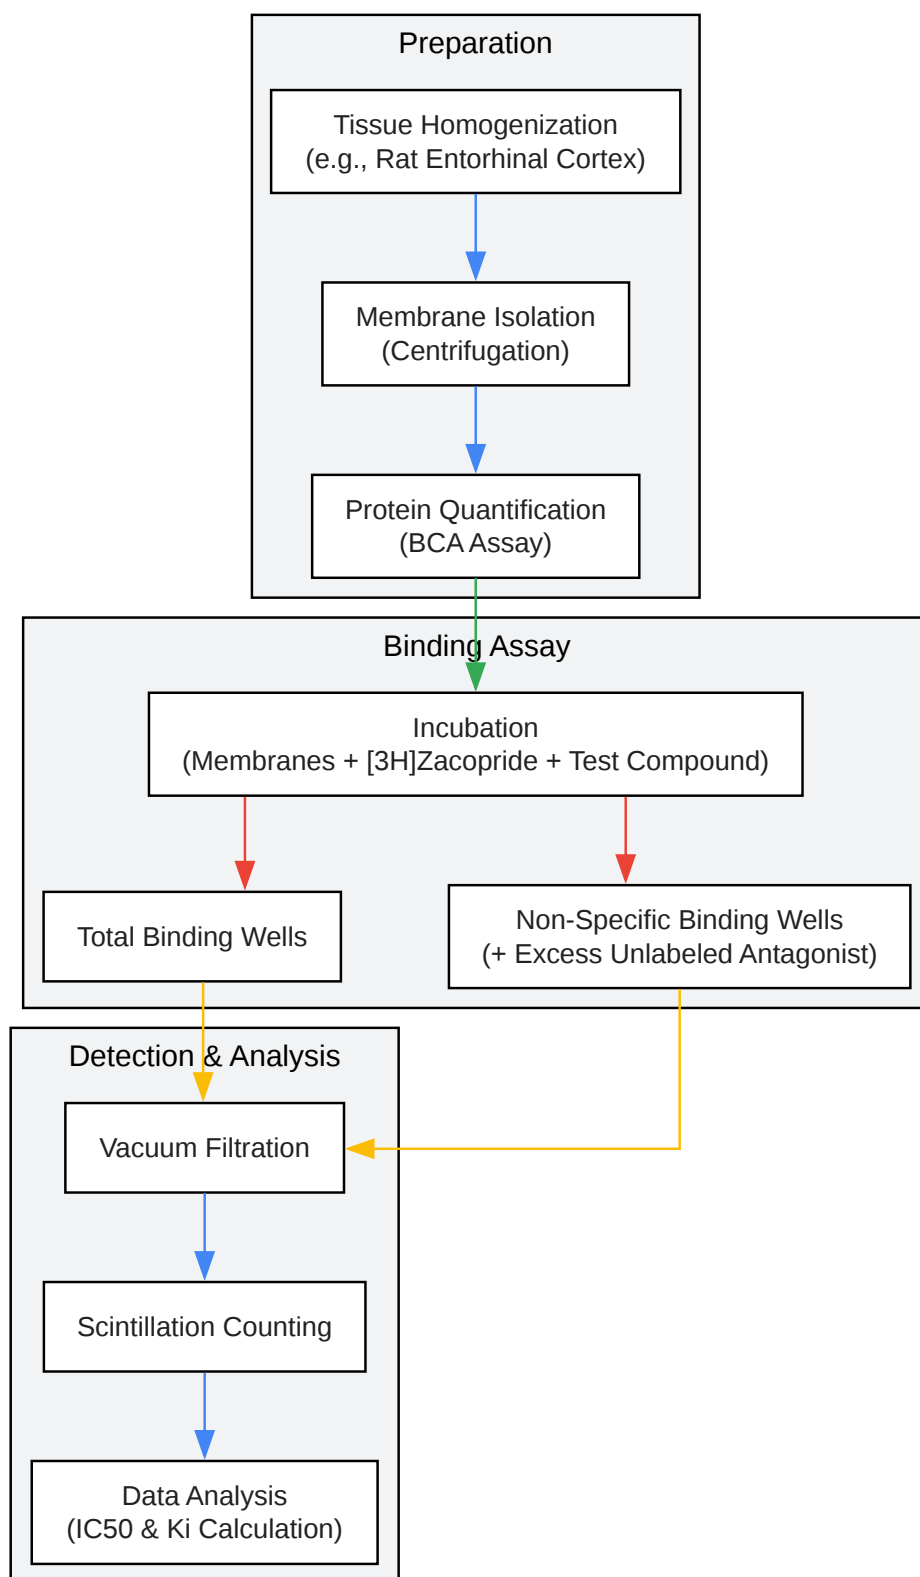 Preparation
Tissue Homogenization
(e.g., Rat Entorhinal Cortex)
Membrane Isolation
(Centrifugation)
Protein Quantification
(BCA Assay)
Binding Assay
Incubation
(Membranes + [3H]Zacopride + Test Compound)
Total Binding Wells
Non-Specific Binding Wells
(+ Excess Unlabeled Antagonist)
Detection & Analysis
Vacuum Filtration
Scintillation Counting
Data Analysis
(IC50 & Ki Calculation)